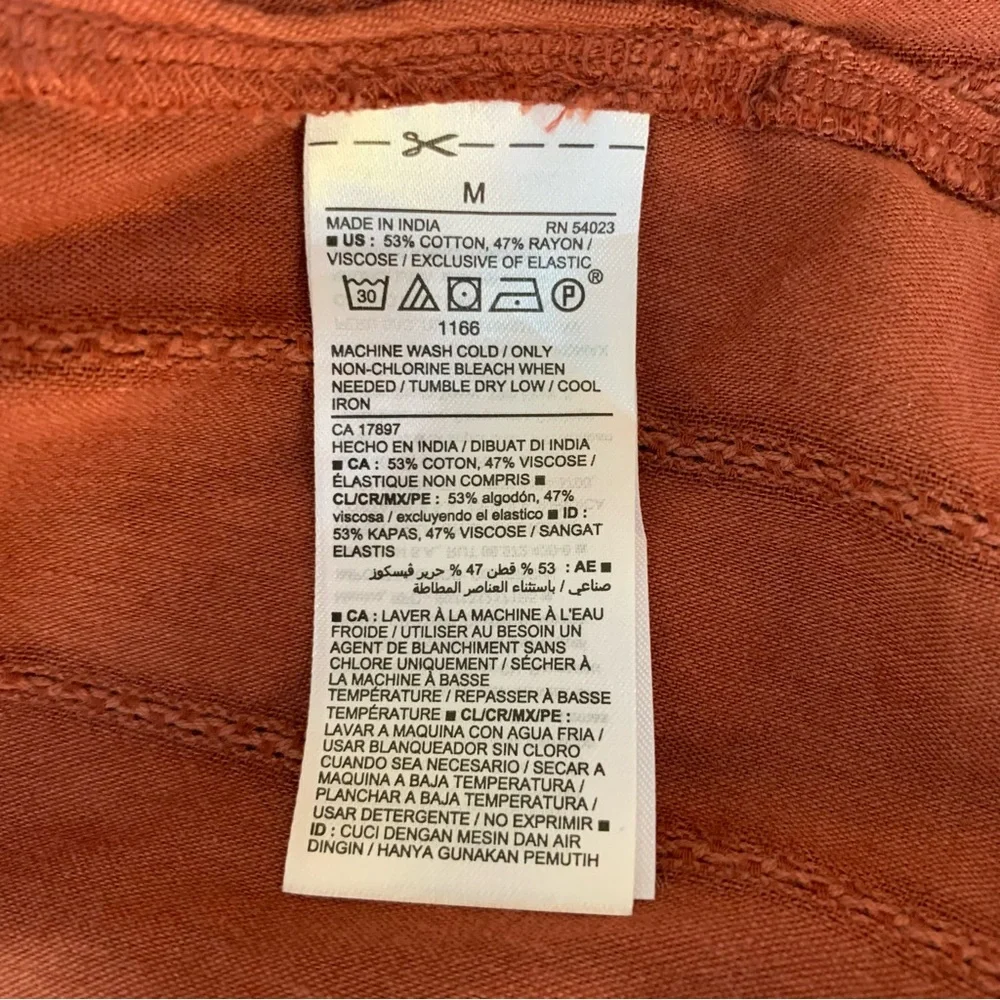 M
MADE IN INDIA RN 54023
■ US : 53% COTTON, 47% RAYON /
VISCOSE / EXCLUSIVE OF ELASTIC
30 P ®
1166
MACHINE WASH COLD / ONLY
NON-CHLORINE BLEACH WHEN
NEEDED / TUMBLE DRY LOW / COOL
IRON
CA 17897
HECHO EN INDIA / DIBUAT DI INDIA
■ CA : 53% COTON, 47% VISCOSE /
ÉLASTIQUE NON COMPRIS ■
CL/CR/MX/PE : 53% algodón, 47%
viscosa / excluyendo el elastico ■ ID :
53% KAPAS, 47% VISCOSE / SANGAT
ELASTIS
■ AE : 53 % قطن 47 % حرير ڤيسكوز
صناعي / باستثناء العناصر المطاطة
■ CA : LAVER À LA MACHINE À L'EAU
FROIDE / UTILISER AU BESOIN UN
AGENT DE BLANCHIMENT SANS
CHLORE UNIQUEMENT / SÉCHER À
LA MACHINE À BASSE
TEMPÉRATURE / REPASSER À BASSE
TEMPÉRATURE ■ CL/CR/MX/PE :
LAVAR A MAQUINA CON AGUA FRIA /
USAR BLANQUEADOR SIN CLORO
CUANDO SEA NECESARIO / SECAR A
MAQUINA A BAJA TEMPERATURA /
PLANCHAR A BAJA TEMPERATURA /
USAR DETERGENTE / NO EXPRIMIR ■
ID : CUCI DENGAN MESIN DAN AIR
DINGIN / HANYA GUNAKAN PEMUTIH